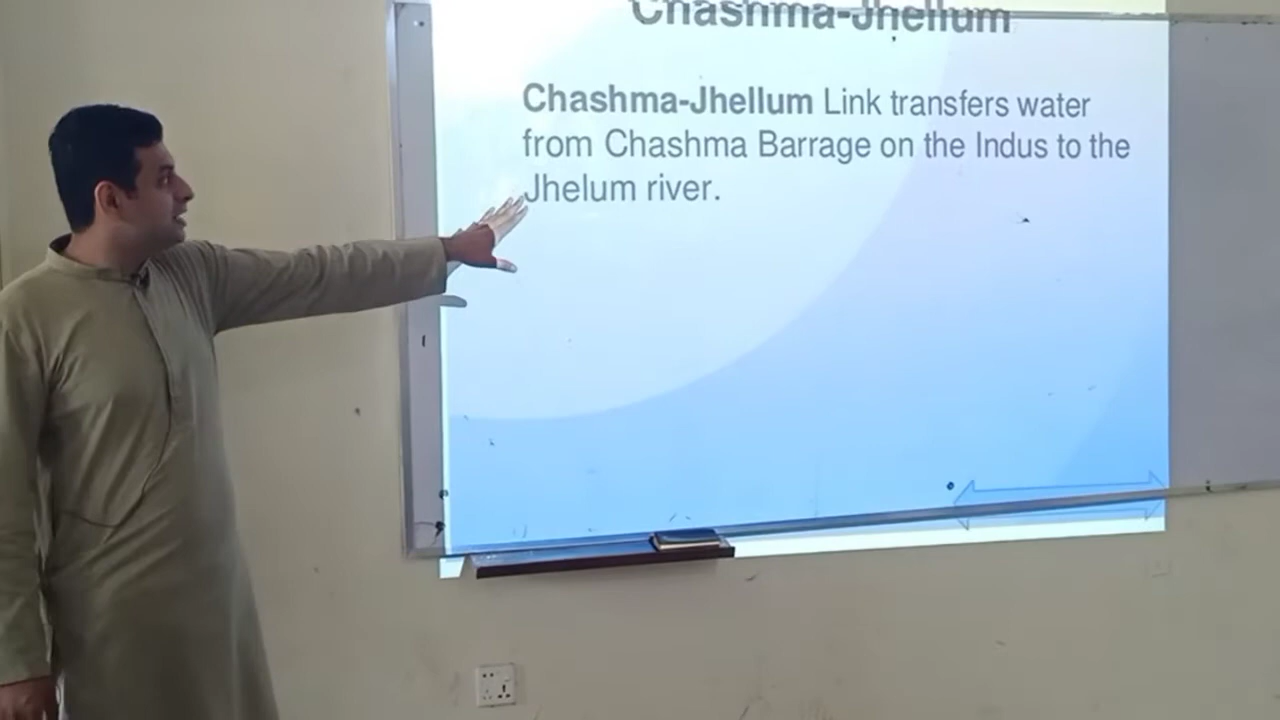 Chashma-Jhellum
Chashma-Jhellum Link transfers water
from Chashma Barrage on the Indus to the
Jhelum river.